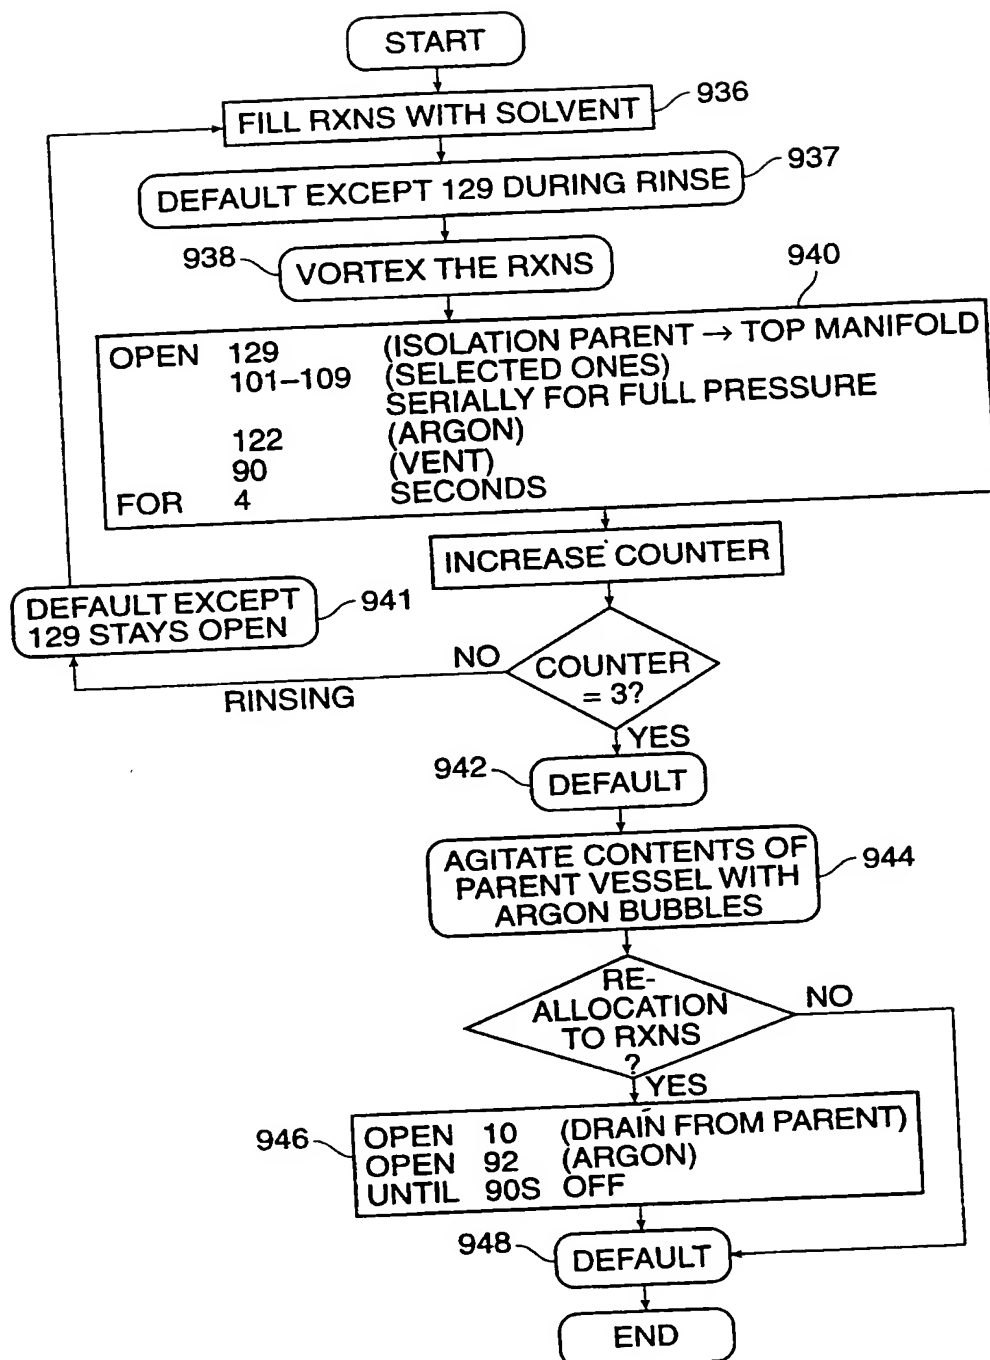 START
FILL RXNS WITH SOLVENT
936
DEFAULT EXCEPT 129 DURING RINSE
937
938
VORTEX THE RXNS
940
OPEN 129 (ISOLATION PARENT → TOP MANIFOLD
101–109 (SELECTED ONES)
SERIALLY FOR FULL PRESSURE
122 (ARGON)
90 (VENT)
FOR 4 SECONDS
INCREASE COUNTER
DEFAULT EXCEPT
129 STAYS OPEN
941
NO
COUNTER
= 3?
RINSING
YES
942
DEFAULT
AGITATE CONTENTS OF
PARENT VESSEL WITH
ARGON BUBBLES
944
RE-
ALLOCATION
TO RXNS
?
NO
YES
946
OPEN 10 (DRAIN FROM PARENT)
OPEN 92 (ARGON)
UNTIL 90S OFF
948
DEFAULT
END